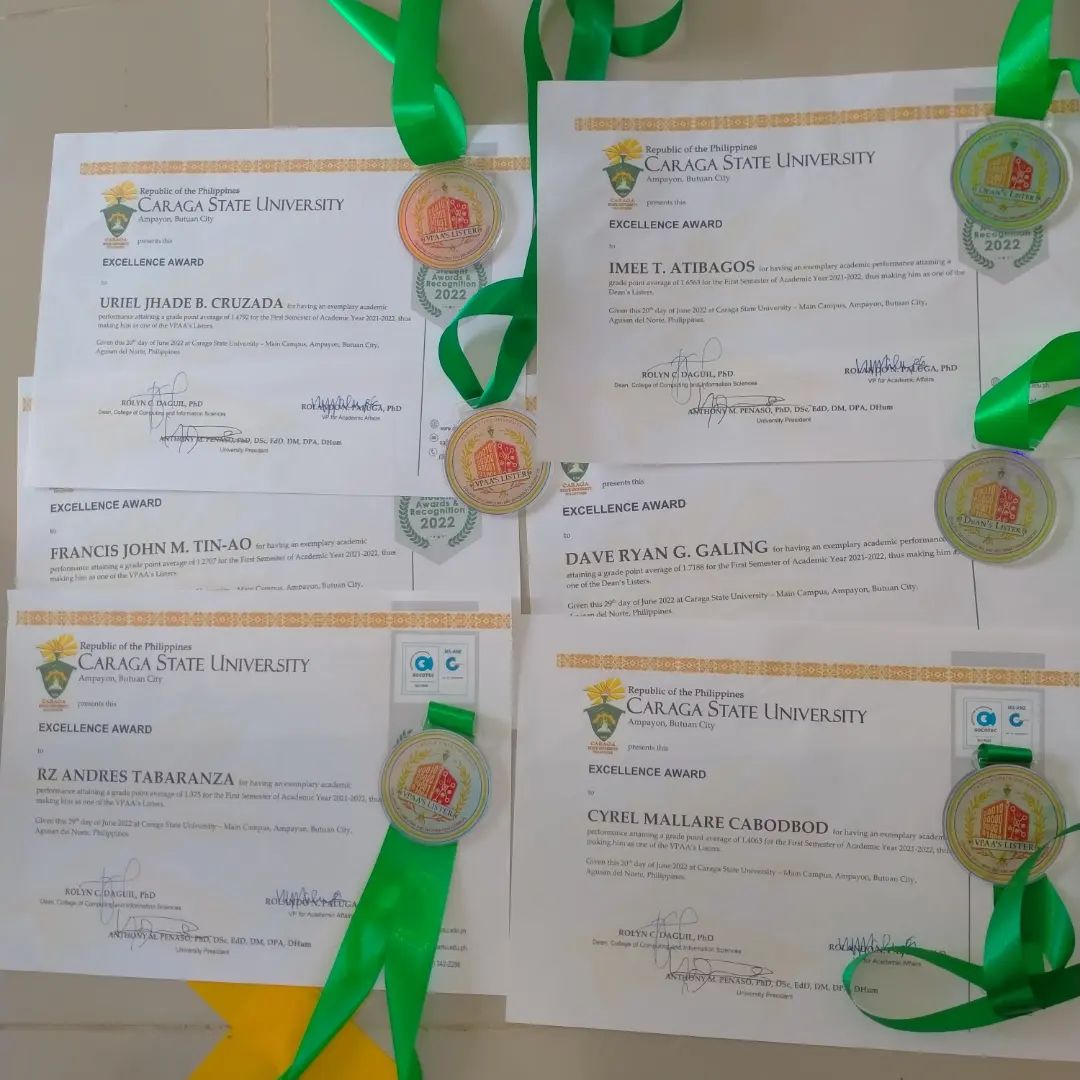 Republic of the Philippines
CARAGA STATE UNIVERSITY
Ampayon, Butuan City
CARAGA
presents this
EXCELLENCE AWARD
to
URIEL JHADE B. CRUZADA for having an exemplary academic
performance attaining a grade point average of 1.4792 for the First Semester of Academic Year 2021-2022, thus
making him as one of the VPAA's Listers.
Given this 20th day of June 2022 at Caraga State University – Main Campus, Ampayon, Butuan City,
Agusan del Norte, Philippines
ROLYN C. DAGUIL, PhD
Dean, College of Computing and Information Sciences
ROLANDO N. PALUGA, PhD
VP for Academic Affairs
ANTHONY M. PENASO, PhD, DSc, EdD, DM, DPA, DHum
University President
VPAA'S LISTER
Student
Awards &
Recognition
2022
Republic of the Philippines
CARAGA STATE UNIVERSITY
Ampayon, Butuan City
CARAGA
presents this
EXCELLENCE AWARD
to
IMEE T. ATIBAGOS for having an exemplary academic performance attaining a
grade point average of 1.6563 for the First Semester of Academic Year 2021-2022, thus making him as one of the
Dean's Listers.
Given this 20th day of June 2022 at Caraga State University – Main Campus, Ampayon, Butuan City,
Agusan del Norte, Philippines.
ROLYN C. DAGUIL, PhD
Dean, College of Computing and Information Sciences
ROLANDO N. PALUGA, PhD
VP for Academic Affairs
ANTHONY M. PENASO, PhD, DSc, EdD, DM, DPA, DHum
University President
DEAN'S LISTER
Recognition
2022
EXCELLENCE AWARD
to
FRANCIS JOHN M. TIN-AO for having an exemplary academic
performance attaining a grade point average of 1.2707 for the First Semester of Academic Year 2021-2022, thus
making him as one of the VPAA's Listers.
Given this Caraga State University – Main Campus, Ampayon, Butuan City,
VPAA'S LISTER
Student
Awards &
Recognition
2022
CARAGA
presents this
EXCELLENCE AWARD
to
DAVE RYAN G. GALING for having an exemplary academic performance
attaining a grade point average of 1.7188 for the First Semester of Academic Year 2021-2022, thus making him as
one of the Dean's Listers.
Given this 29th day of June 2022 at Caraga State University – Main Campus, Ampayon, Butuan City,
Agusan del Norte, Philippines.
DEAN'S LISTER
Republic of the Philippines
CARAGA STATE UNIVERSITY
Ampayon, Butuan City
CARAGA
presents this
EXCELLENCE AWARD
to
RZ ANDRES TABARANZA for having an exemplary academic
performance attaining a grade point average of 1.325 for the First Semester of Academic Year 2021-2022, thus
making him as one of the VPAA's Listers.
Given this 29th day of June 2022 at Caraga State University – Main Campus, Ampayon, Butuan City,
Agusan del Norte, Philippines
ROLYN C. DAGUIL, PhD
Dean, College of Computing and Information Sciences
ROLANDO N. PALUGA
VP for Academic Affairs
ANTHONY M. PENASO, PhD, DSc, EdD, DM, DPA, DHum
University President
SOCOTEC
VPAA'S LISTER
Republic of the Philippines
CARAGA STATE UNIVERSITY
Ampayon, Butuan City
CARAGA
presents this
EXCELLENCE AWARD
to
CYREL MALLARE CABODBOD for having an exemplary academ
performance attaining a grade point average of 1.4063 for the First Semester of Academic Year 2021-2022, thus
making him as one of the VPAA's Listers.
Given this 20th day of June 2022 at Caraga State University – Main Campus, Ampayon, Butuan City,
Agusan del Norte, Philippines.
ROLYN C. DAGUIL, PhD
Dean, College of Computing and Information Sciences
for Academic Affairs
ANTHONY M. PENASO, PhD, DSc, EdD, DM, DPA, DHum
University President
SOCOTEC
VPAA'S LISTER